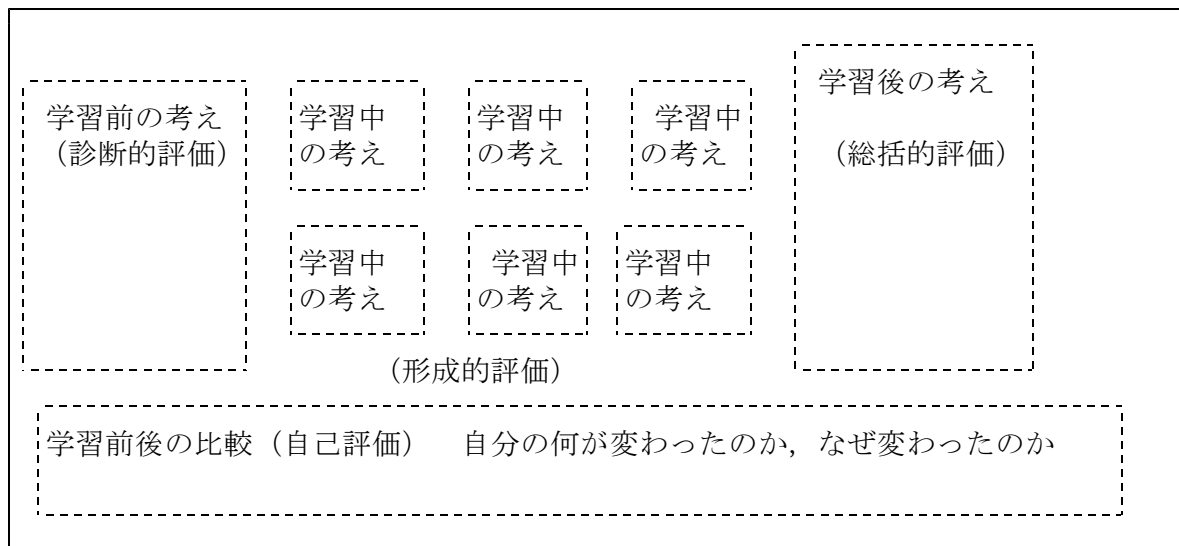 学習前の考え
（診断的評価）
学習中
の考え
学習中
の考え
学習中
の考え
学習中
の考え
学習中
の考え
学習中
の考え
（形成的評価）
学習後の考え
（総括的評価）
学習前後の比較（自己評価）　自分の何が変わったのか，なぜ変わったのか